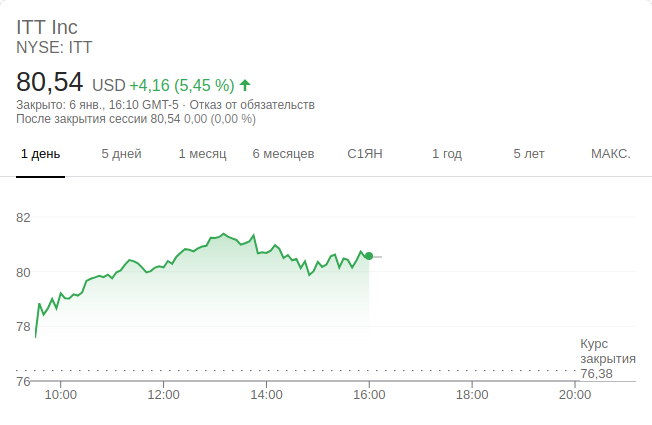 ITT Inc
NYSE: ITT
80,54 USD +4,16 (5,45 %) ↑
Закрыто: 6 янв., 16:10 GMT-5 · Отказ от обязательств
После закрытия сессии 80,54 0,00 (0,00 %)
1 день 5 дней 1 месяц 6 месяцев С1ЯН 1 год 5 лет МАКС.
82
80
78
Курс
закрытия
76,38
76
10:00 12:00 14:00 16:00 18:00 20:00